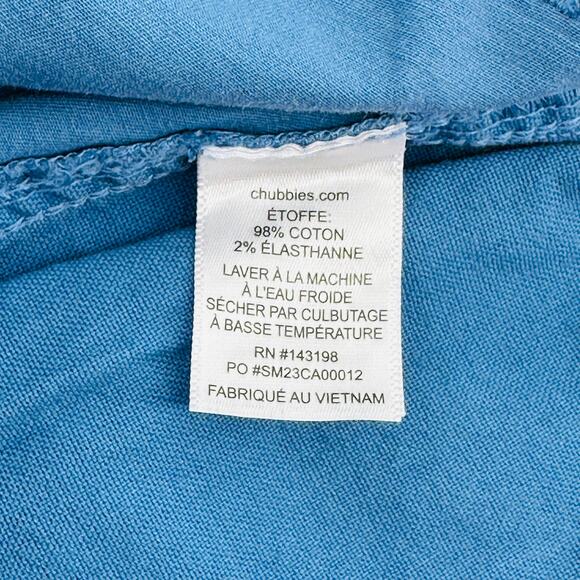 chubbies.com
ÉTOFFE:
98% COTON
2% ÉLASTHANNE
LAVER À LA MACHINE
À L'EAU FROIDE
SÉCHER PAR CULBUTAGE
À BASSE TEMPÉRATURE
RN #143198
PO #SM23CA00012
FABRIQUÉ AU VIETNAM